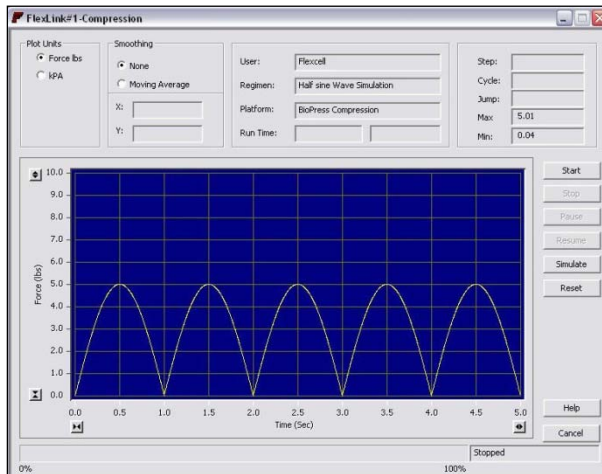 FlexLink#1-Compression
Plot Units
Force lbs
kPA
Smoothing
None
Moving Average
X:
Y:
User: Flexcell
Regimen: Half sine Wave Simulation
Platform: BioPress Compression
Run Time:
Step:
Cycle:
Jump:
Max 5.01
Min: 0.04
Start
Stop
Pause
Resume
Simulate
Reset
Help
Cancel
Force (lbs)
10.0
9.0
8.0
7.0
6.0
5.0
4.0
3.0
2.0
1.0
0.0
0.0 0.5 1.0 1.5 2.0 2.5 3.0 3.5 4.0 4.5 5.0
Time (Sec)
Stopped
0% 100%